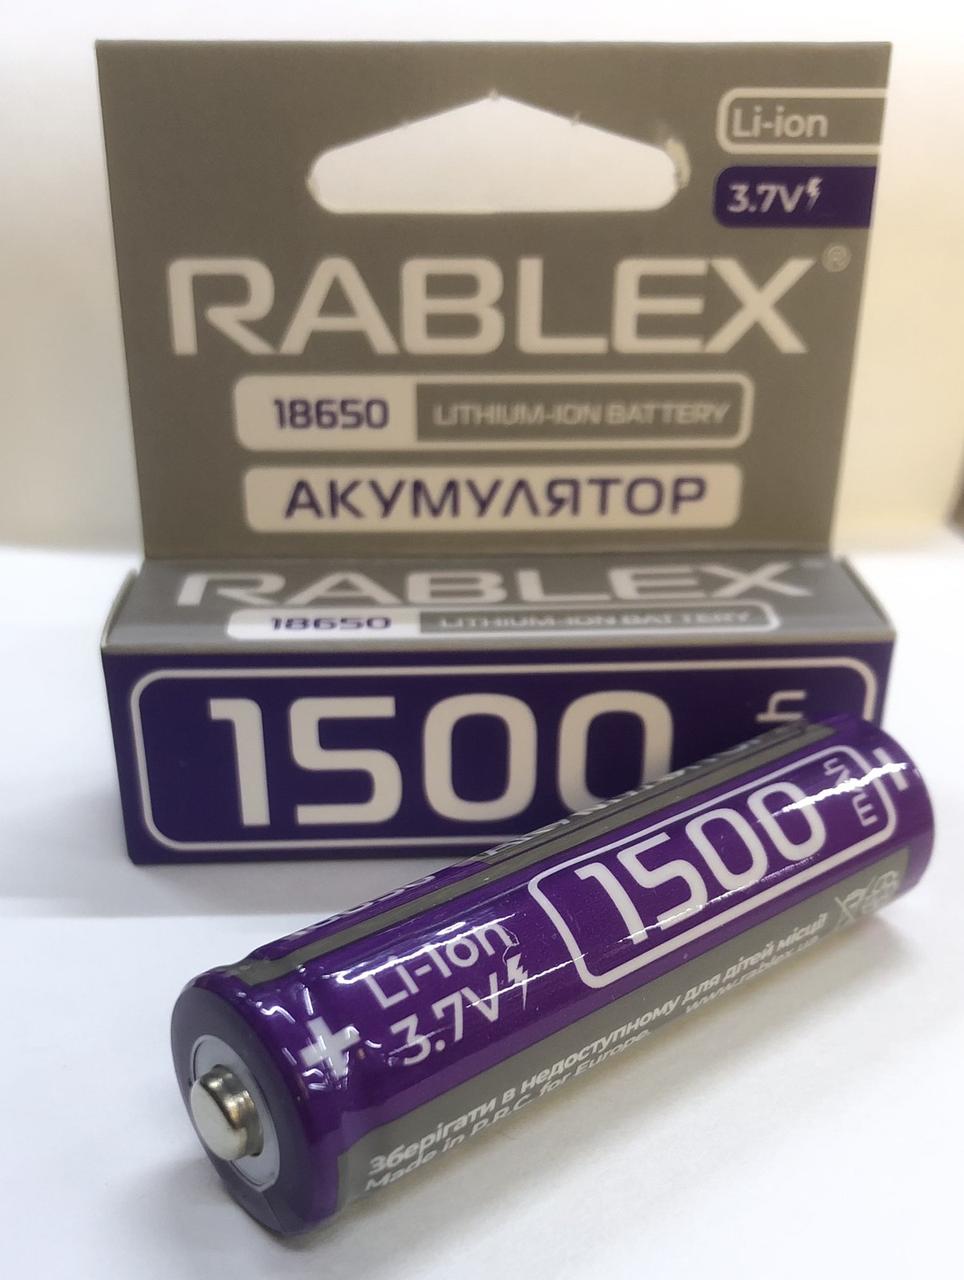 Li-ion
3.7V
RABLEX®
18650 LITHIUM-ION BATTERY
АКУМУЛЯТОР
RABLEX
18650 LITHIUM-ION BATTERY
1500
Li-Ion
3.7V
+
1500 mAh
Зберігати в недоступному для дітей місці!
Made in P.R.C. for Europe. www.rablex.ua